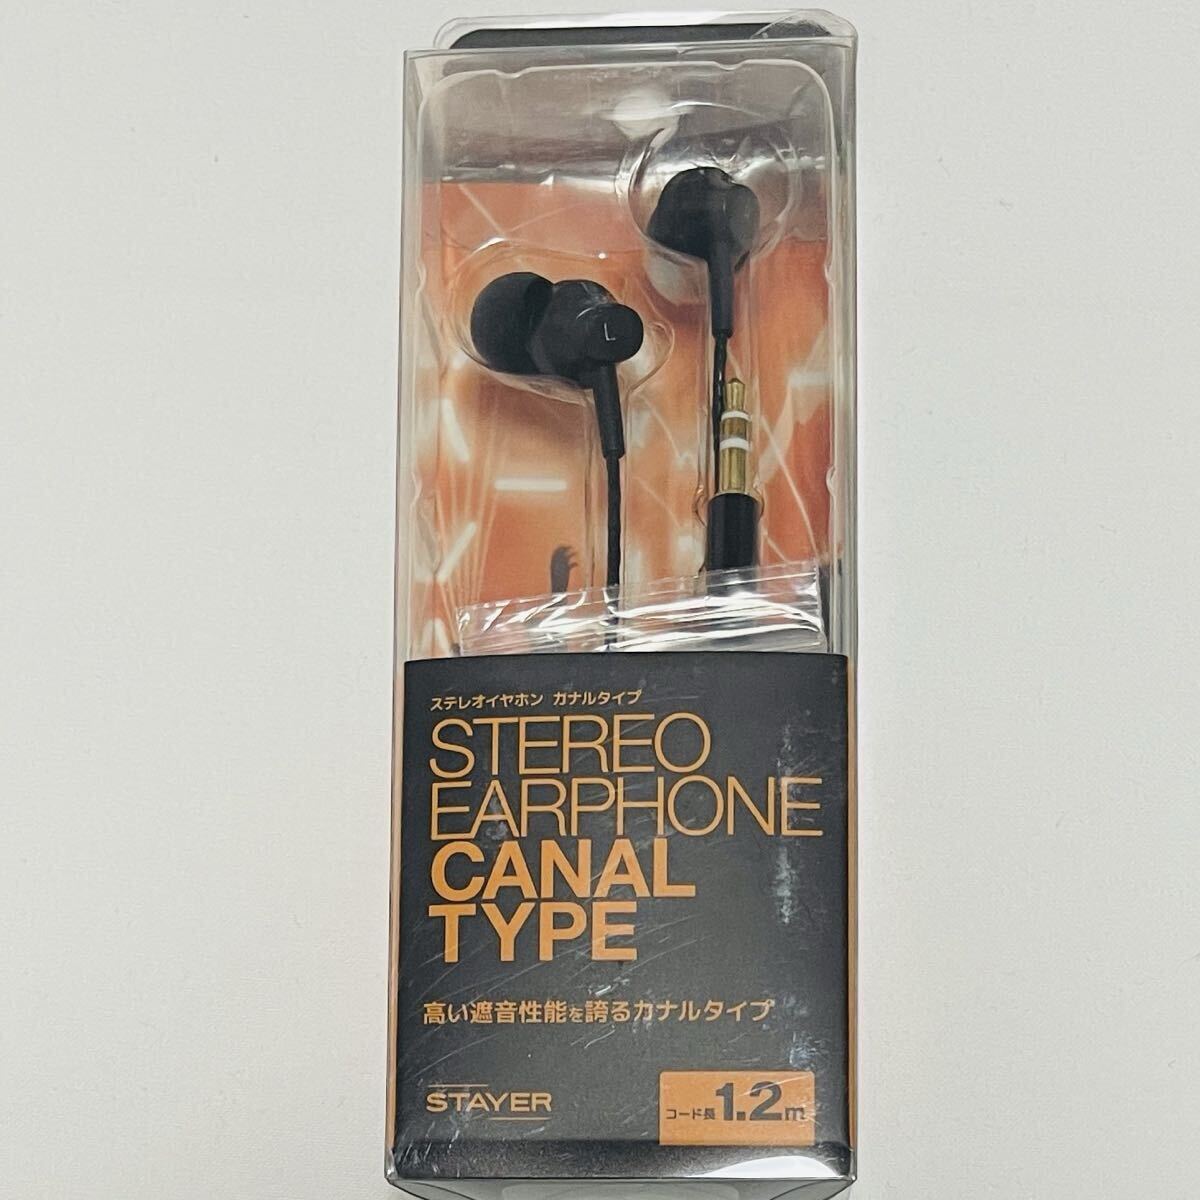 L
ステレオイヤホン カナルタイプ
STEREO
EARPHONE
CANAL
TYPE
高い遮音性能を誇るカナルタイプ
STAYER
コード長 1.2m